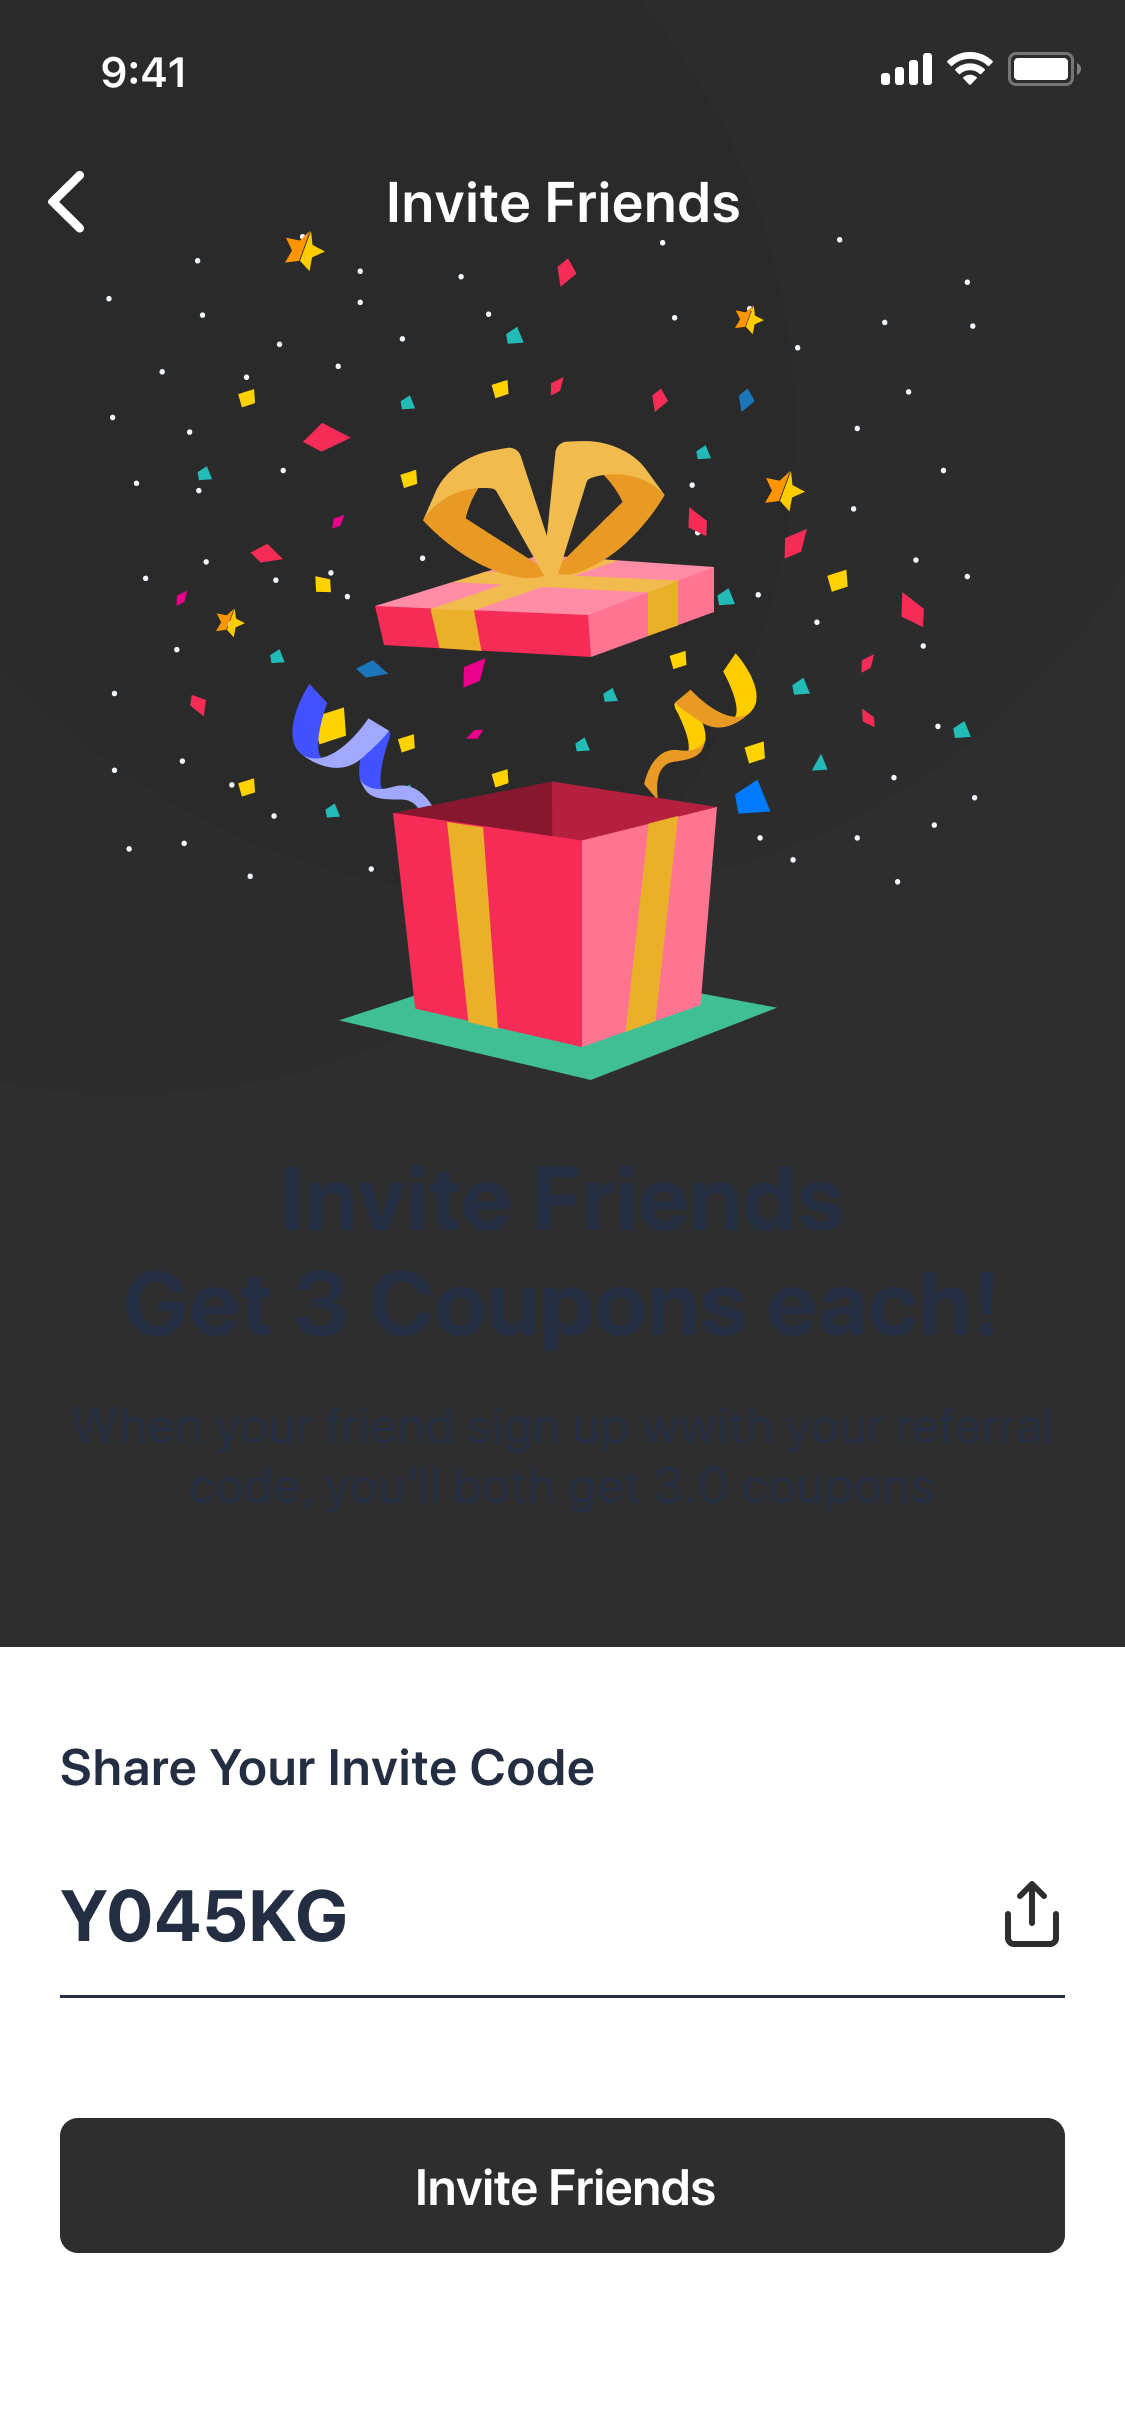 9:41
Invite Friends
Invite Friends
Get 3 Coupons each!
When your friend sign up wwith your referral
code, you'll both get 3.0 coupons
Share Your Invite Code
Y045KG
Invite Friends